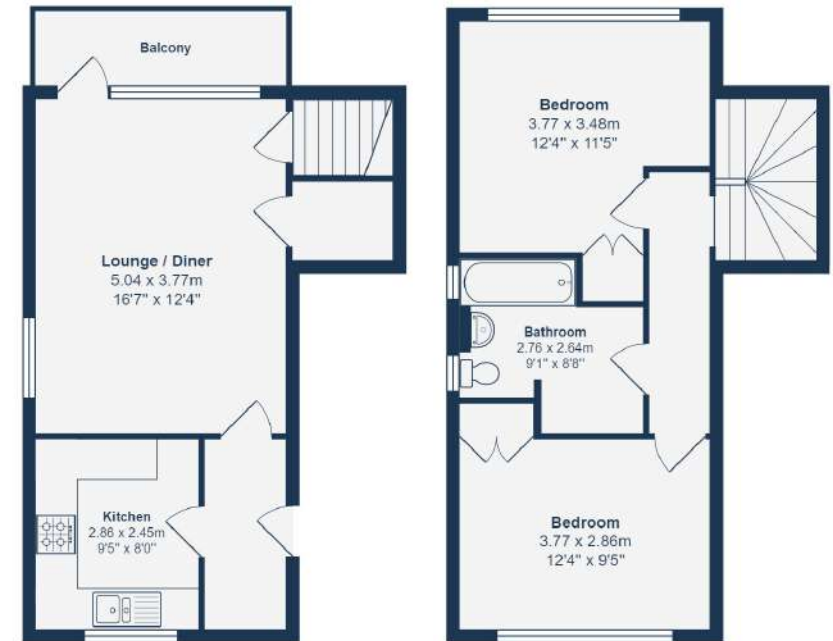 Balcony
Lounge / Diner
5.04 x 3.77m
16'7" x 12'4"
Kitchen
2.86 x 2.45m
9'5" x 8'0"
Bedroom
3.77 x 3.48m
12'4" x 11'5"
Bathroom
2.76 x 2.64m
9'1" x 8'8"
Bedroom
3.77 x 2.86m
12'4" x 9'5"